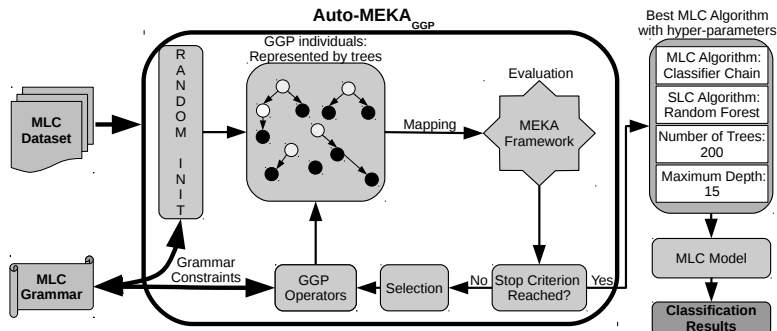 Auto-MEKA GGP
Best MLC Algorithm
with hyper-parameters
RANDOM INIT
GGP individuals:
Represented by trees
Evaluation
MLC
Dataset
Mapping
MEKA
Framework
MLC Algorithm:
Classifier Chain
SLC Algorithm:
Random Forest
Number of Trees:
200
Maximum Depth:
15
Grammar
Constraints
MLC
Grammar
GGP
Operators
Selection
No
Stop Criterion
Reached?
Yes
MLC Model
Classification
Results